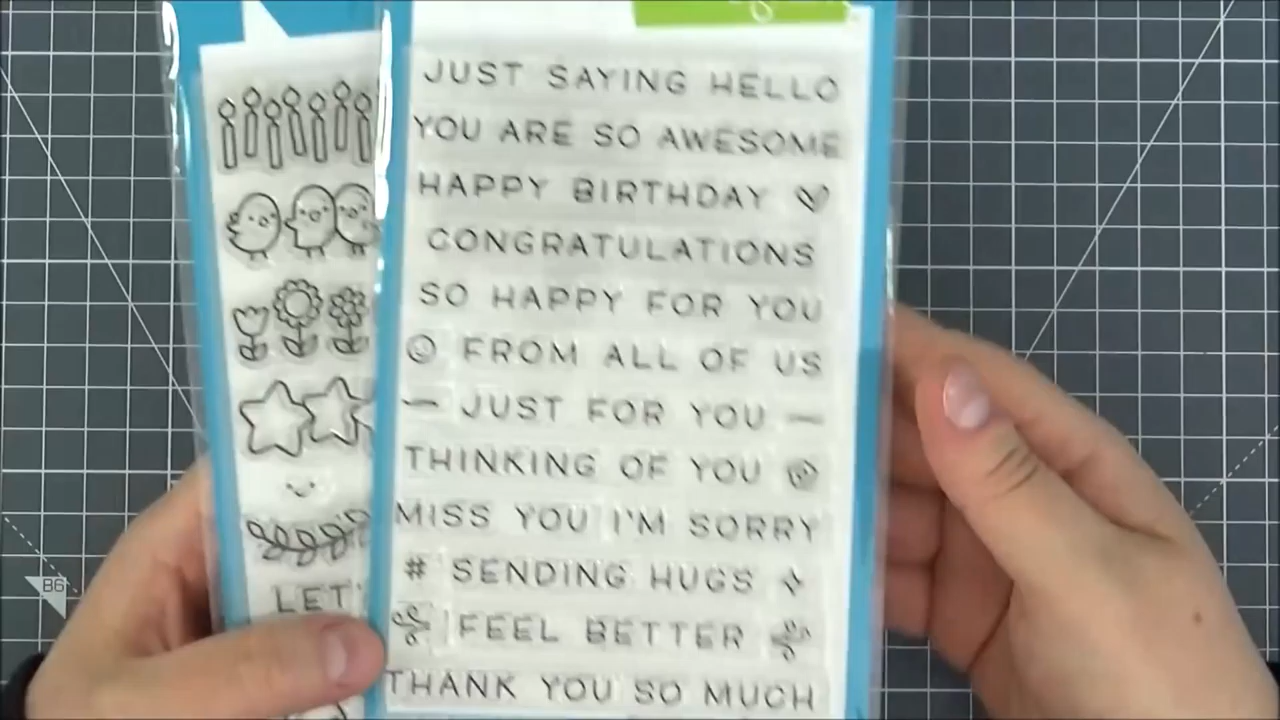 JUST SAYING HELLO
YOU ARE SO AWESOME
HAPPY BIRTHDAY
CONGRATULATIONS
SO HAPPY FOR YOU
FROM ALL OF US
— JUST FOR YOU —
THINKING OF YOU
MISS YOU I'M SORRY
# SENDING HUGS
FEEL BETTER
THANK YOU SO MUCH
LET'
B6